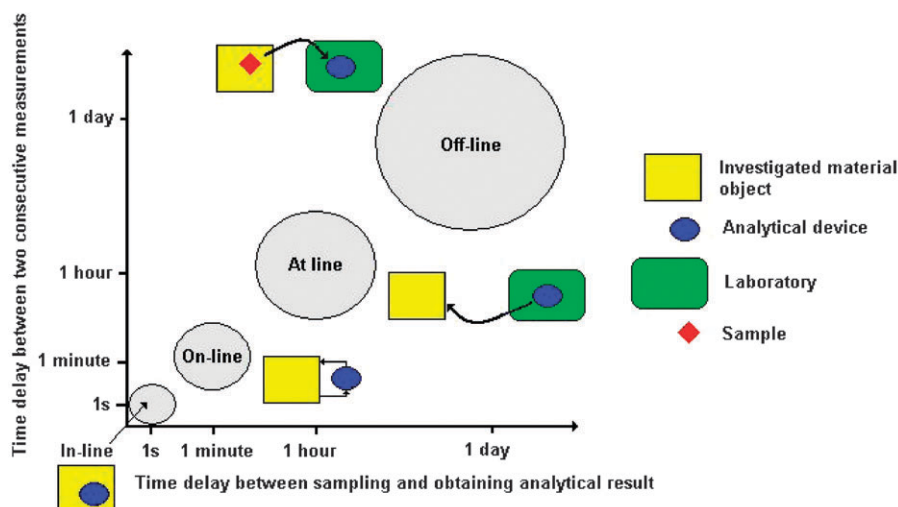 Time delay between two consecutive measurements
1 day
1 hour
1 minute
1s
Off-line
At line
On-line
In-line
1s
1 minute
1 hour
1 day
Time delay between sampling and obtaining analytical result
Investigated material
object
Analytical device
Laboratory
Sample